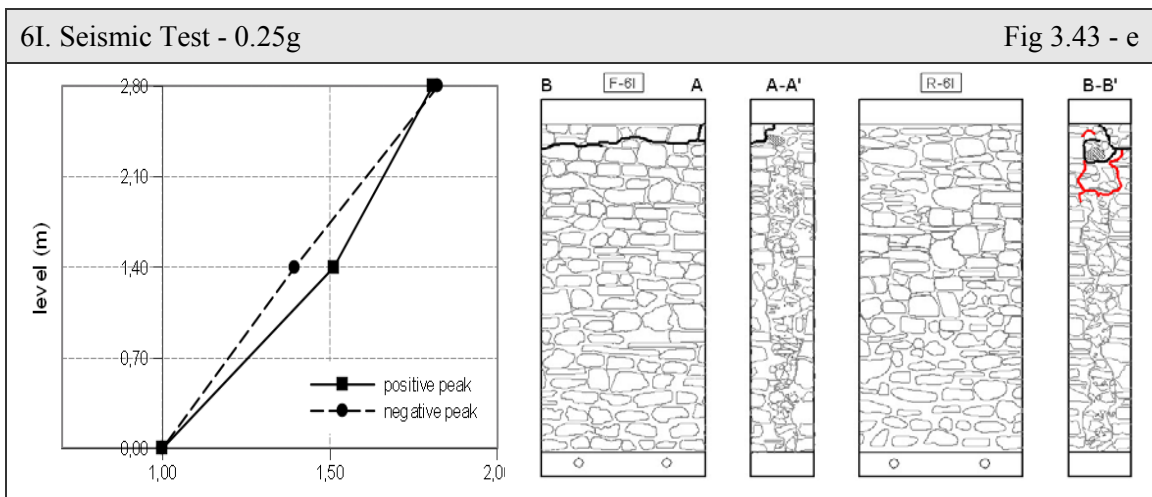 6I. Seismic Test - 0.25g Fig 3.43 - e
2,80
2,10
1,40
0,70
0,00
level (m)
1,00 1,50 2,0
positive peak
negative peak
B F-6I A
A-A'
R-6I
B-B'